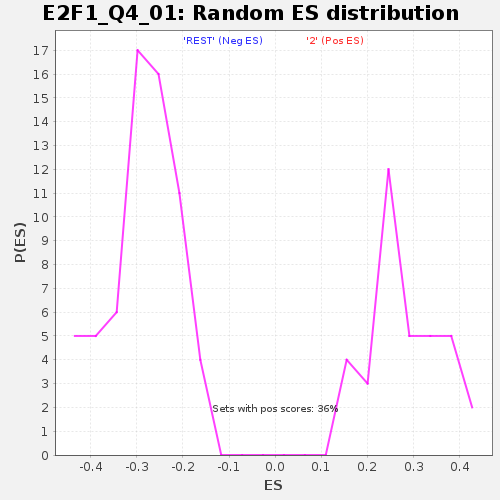 E2F1_Q4_01: Random ES distribution
'REST' (Neg ES)
'2' (Pos ES)
17
16
15
14
13
12
11
10
9
8
7
6
5
4
3
2
1
0
P(ES)
Sets with pos scores: 36%
-0.4 -0.3 -0.2 -0.1 0.0 0.1 0.2 0.3 0.4
ES